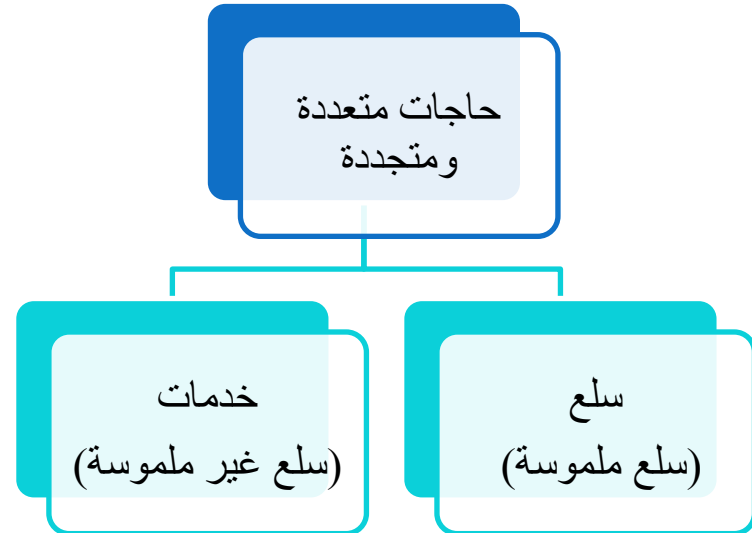 حاجات متعددة
ومتجددة
سلع
(سلع ملموسة)
خدمات
(سلع غير ملموسة)